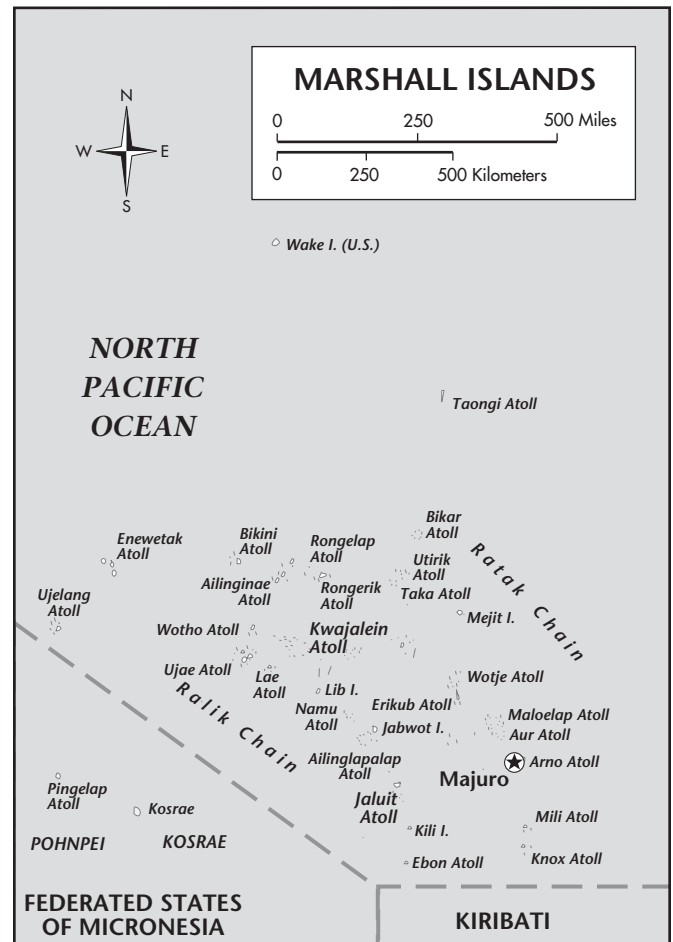 MARSHALL ISLANDS
0 250 500 Miles
0 250 500 Kilometers
N
W E
S
Wake I. (U.S.)
NORTH
PACIFIC
OCEAN
Taongi Atoll
Bikar
Atoll
Enewetak
Atoll
Bikini
Atoll
Rongelap
Atoll
Utirik
Atoll
Ratak Chain
Ailinginae
Atoll
Rongerik
Atoll
Taka Atoll
Ujelang
Atoll
Mejit I.
Wotho Atoll
Kwajalein
Atoll
Ujae Atoll
Lae
Atoll
Lib I.
Wotje Atoll
Ralik Chain
Erikub Atoll
Namu
Atoll
Jabwot I.
Maloelap Atoll
Aur Atoll
Ailinglapalap
Atoll
Arno Atoll
Majuro
Pingelap
Atoll
Jaluit
Atoll
Kosrae
Mili Atoll
Kili I.
POHNPEI
KOSRAE
Ebon Atoll
Knox Atoll
FEDERATED STATES
OF MICRONESIA
KIRIBATI